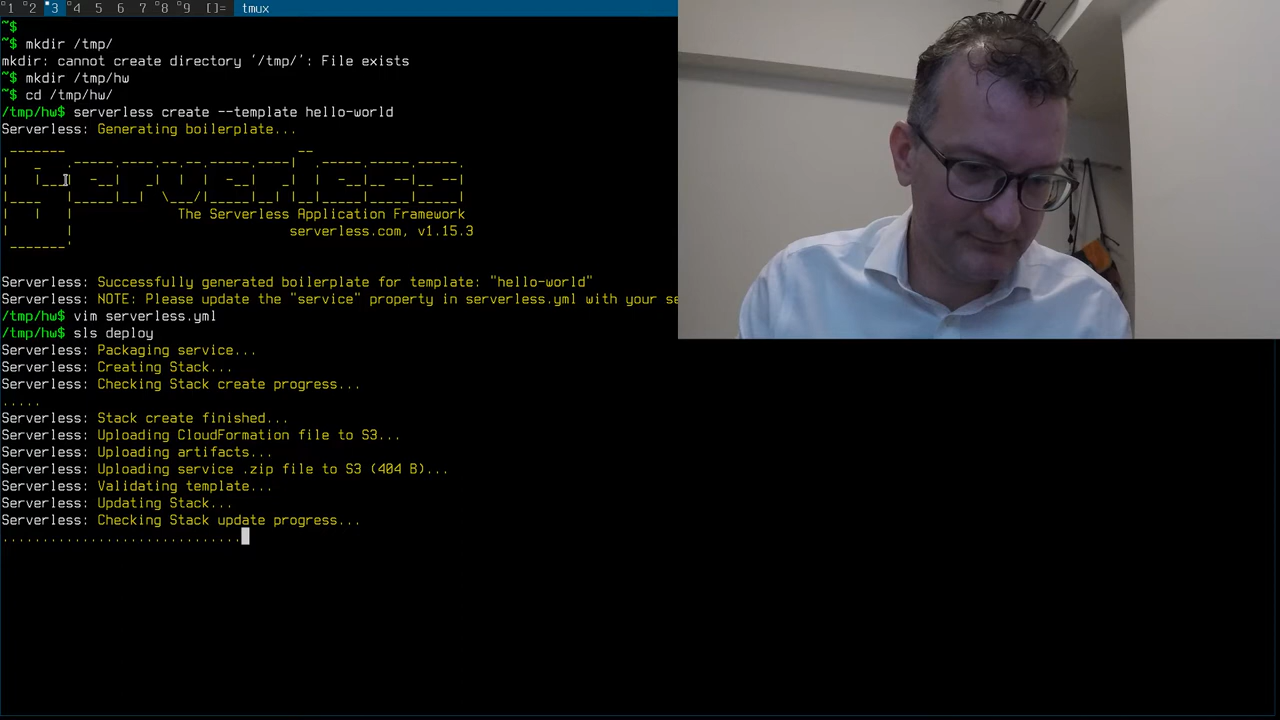 1 2 3 4 5 6 7 8 9 []= tmux
~$
~$ mkdir /tmp/
mkdir: cannot create directory ‘/tmp/’: File exists
~$ mkdir /tmp/hw
~$ cd /tmp/hw/
/tmp/hw$ serverless create --template hello-world
Serverless: Generating boilerplate...
Serverless
The Serverless Application Framework
serverless.com, v1.15.3
Serverless: Successfully generated boilerplate for template: "hello-world"
Serverless: NOTE: Please update the "service" property in serverless.yml with your se
/tmp/hw$ vim serverless.yml
/tmp/hw$ sls deploy
Serverless: Packaging service...
Serverless: Creating Stack...
Serverless: Checking Stack create progress...
.....
Serverless: Stack create finished...
Serverless: Uploading CloudFormation file to S3...
Serverless: Uploading artifacts...
Serverless: Uploading service .zip file to S3 (404 B)...
Serverless: Validating template...
Serverless: Updating Stack...
Serverless: Checking Stack update progress...
..............................